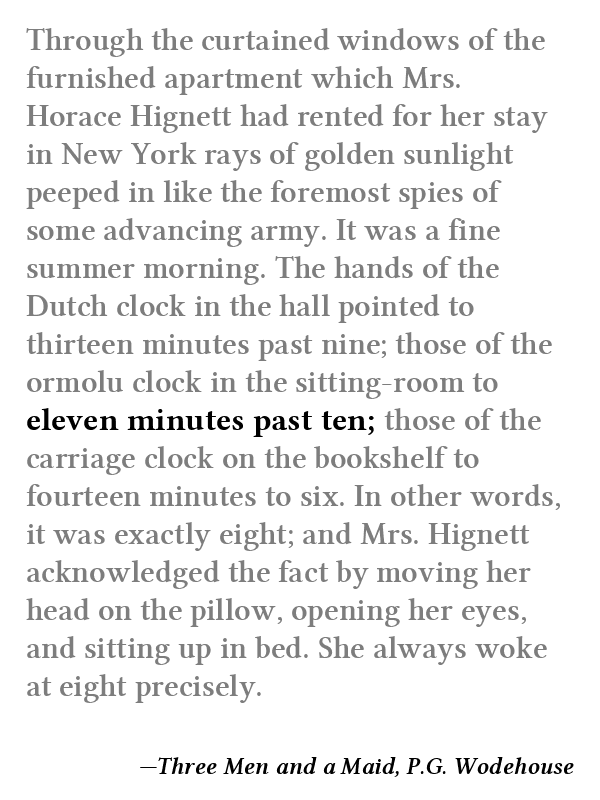 Through the curtained windows of the
furnished apartment which Mrs.
Horace Hignett had rented for her stay
in New York rays of golden sunlight
peeped in like the foremost spies of
some advancing army. It was a fine
summer morning. The hands of the
Dutch clock in the hall pointed to
thirteen minutes past nine; those of the
ormolu clock in the sitting-room to
eleven minutes past ten; those of the
carriage clock on the bookshelf to
fourteen minutes to six. In other words,
it was exactly eight; and Mrs. Hignett
acknowledged the fact by moving her
head on the pillow, opening her eyes,
and sitting up in bed. She always woke
at eight precisely.
—Three Men and a Maid, P.G. Wodehouse